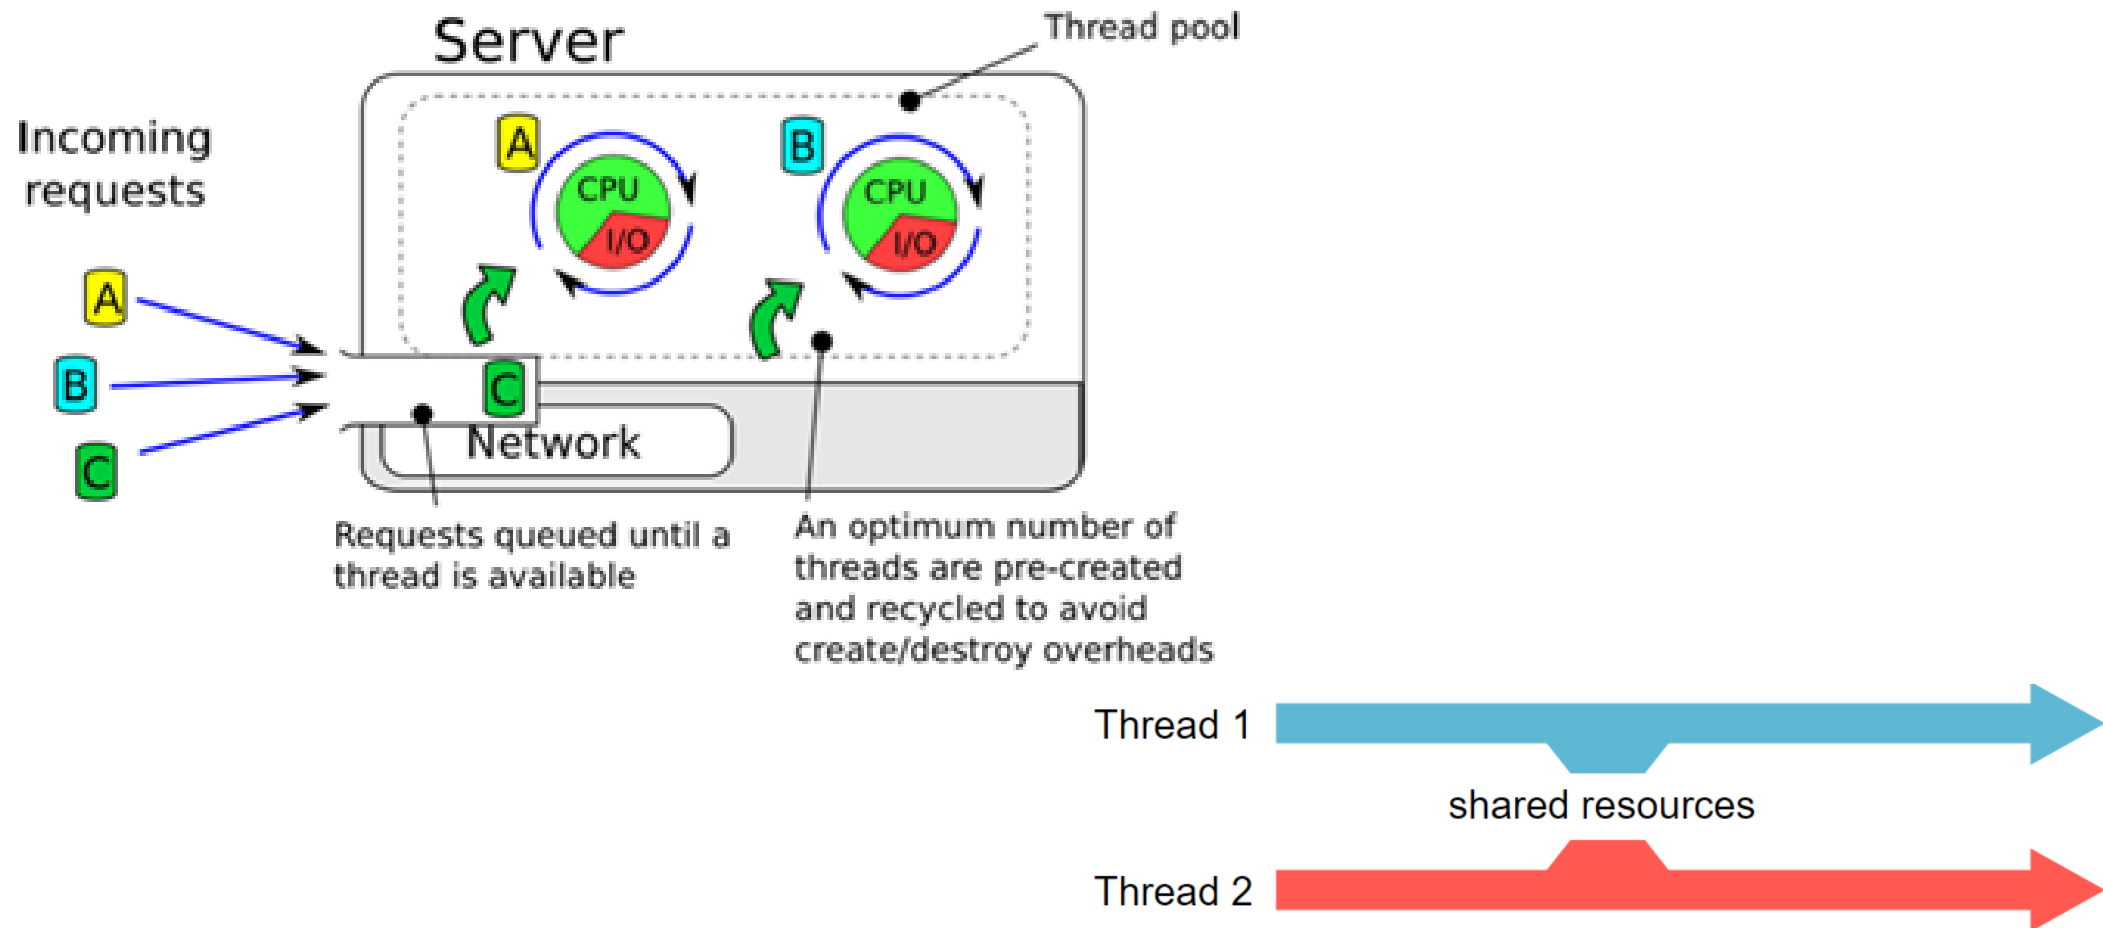 Server
Thread pool
Incoming
requests
A
B
CPU
I/O
CPU
I/O
A
B
C
C
Network
Requests queued until a
thread is available
An optimum number of
threads are pre-created
and recycled to avoid
create/destroy overheads
Thread 1
shared resources
Thread 2